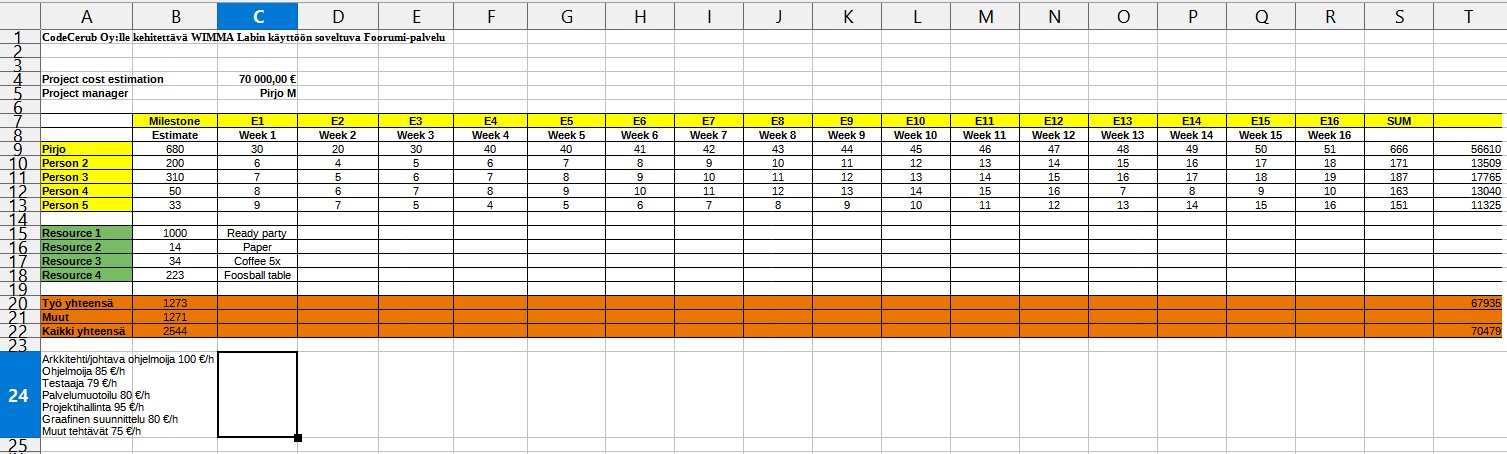 A B C D E F G H I J K L M N O P Q R S T
1 CodeCerub Oy:lle kehitettävä WIMMA Labin käyttöön soveltuva Foorumi-palvelu
2
3
4 Project cost estimation 70 000,00 €
5 Project manager Pirjo M
6
7 Milestone E1 E2 E3 E4 E5 E6 E7 E8 E9 E10 E11 E12 E13 E14 E15 E16 SUM
8 Estimate Week 1 Week 2 Week 3 Week 4 Week 5 Week 6 Week 7 Week 8 Week 9 Week 10 Week 11 Week 12 Week 13 Week 14 Week 15 Week 16
9 Pirjo 680 30 20 30 40 40 41 42 43 44 45 46 47 48 49 50 51 666 56610
10 Person 2 200 6 4 5 6 7 8 9 10 11 12 13 14 15 16 17 18 171 13509
11 Person 3 310 7 5 6 7 8 9 10 11 12 13 14 15 16 17 18 19 187 17765
12 Person 4 50 8 6 7 8 9 10 11 12 13 14 15 16 7 8 9 10 163 13040
13 Person 5 33 9 7 5 4 5 6 7 8 9 10 11 12 13 14 15 16 151 11325
14
15 Resource 1 1000 Ready party
16 Resource 2 14 Paper
17 Resource 3 34 Coffee 5x
18 Resource 4 223 Foosball table
19
20 Työ yhteensä 1273 67935
21 Muut 1271
22 Kaikki yhteensä 2544 70479
23
24
Arkkitehti/johtava ohjelmoija 100 €/h
Ohjelmoija 85 €/h
Testaaja 79 €/h
Palvelumuotoilu 80 €/h
Projektihallinta 95 €/h
Graafinen suunnittelu 80 €/h
Muut tehtävät 75 €/h
25